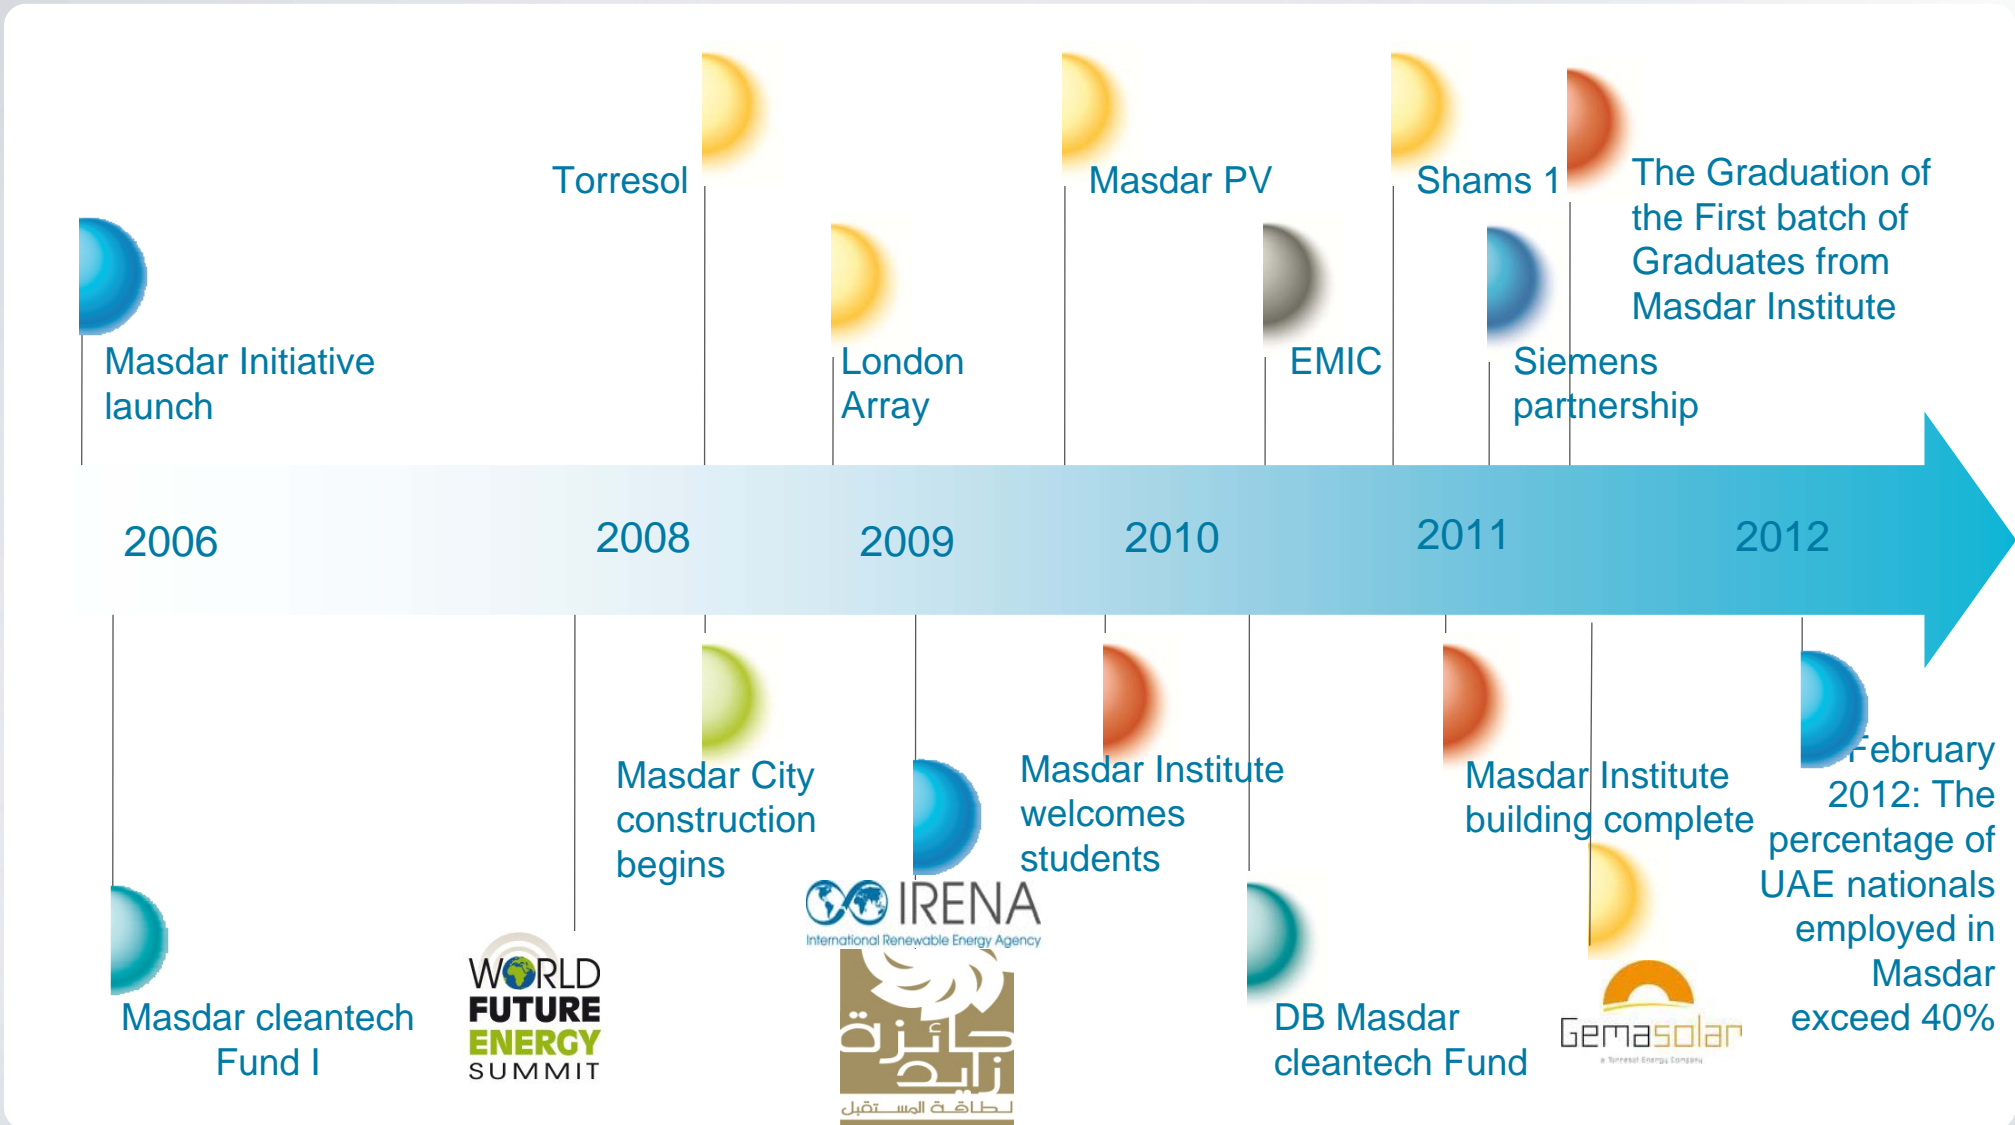 Torresol
Masdar PV
Shams 1
The Graduation of
the First batch of
Graduates from
Masdar Institute
Masdar Initiative
launch
London
Array
EMIC
Siemens
partnership
2006
2008
2009
2010
2011
2012
Masdar cleantech
Fund I
WORLD
FUTURE
ENERGY
SUMMIT
Masdar City
construction
begins
IRENA
International Renewable Energy Agency
جائزة
زايد
لطاقة المستقبل
Masdar Institute
welcomes
students
DB Masdar
cleantech Fund
Masdar Institute
building complete
Gemasolar
a Torresol Energy Company
February
2012: The
percentage of
UAE nationals
employed in
Masdar
exceed 40%